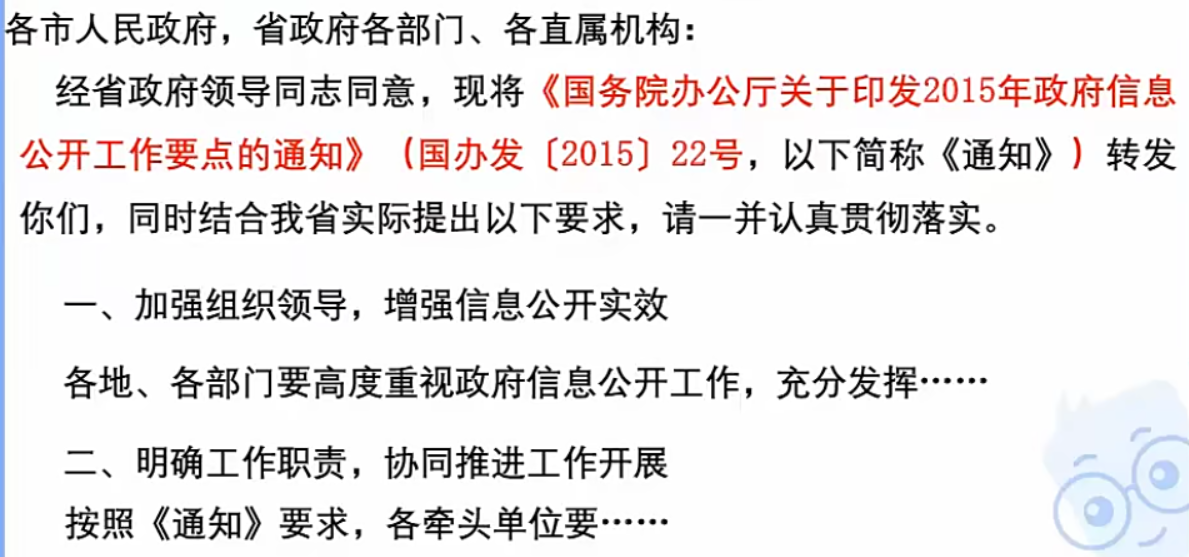 各市人民政府，省政府各部门、各直属机构：
经省政府领导同志同意，现将《国务院办公厅关于印发2015年政府信息
公开工作要点的通知》（国办发〔2015〕22号，以下简称《通知》）转发
你们，同时结合我省实际提出以下要求，请一并认真贯彻落实。
一、加强组织领导，增强信息公开实效
各地、各部门要高度重视政府信息公开工作，充分发挥……
二、明确工作职责，协同推进工作开展
按照《通知》要求，各牵头单位要……